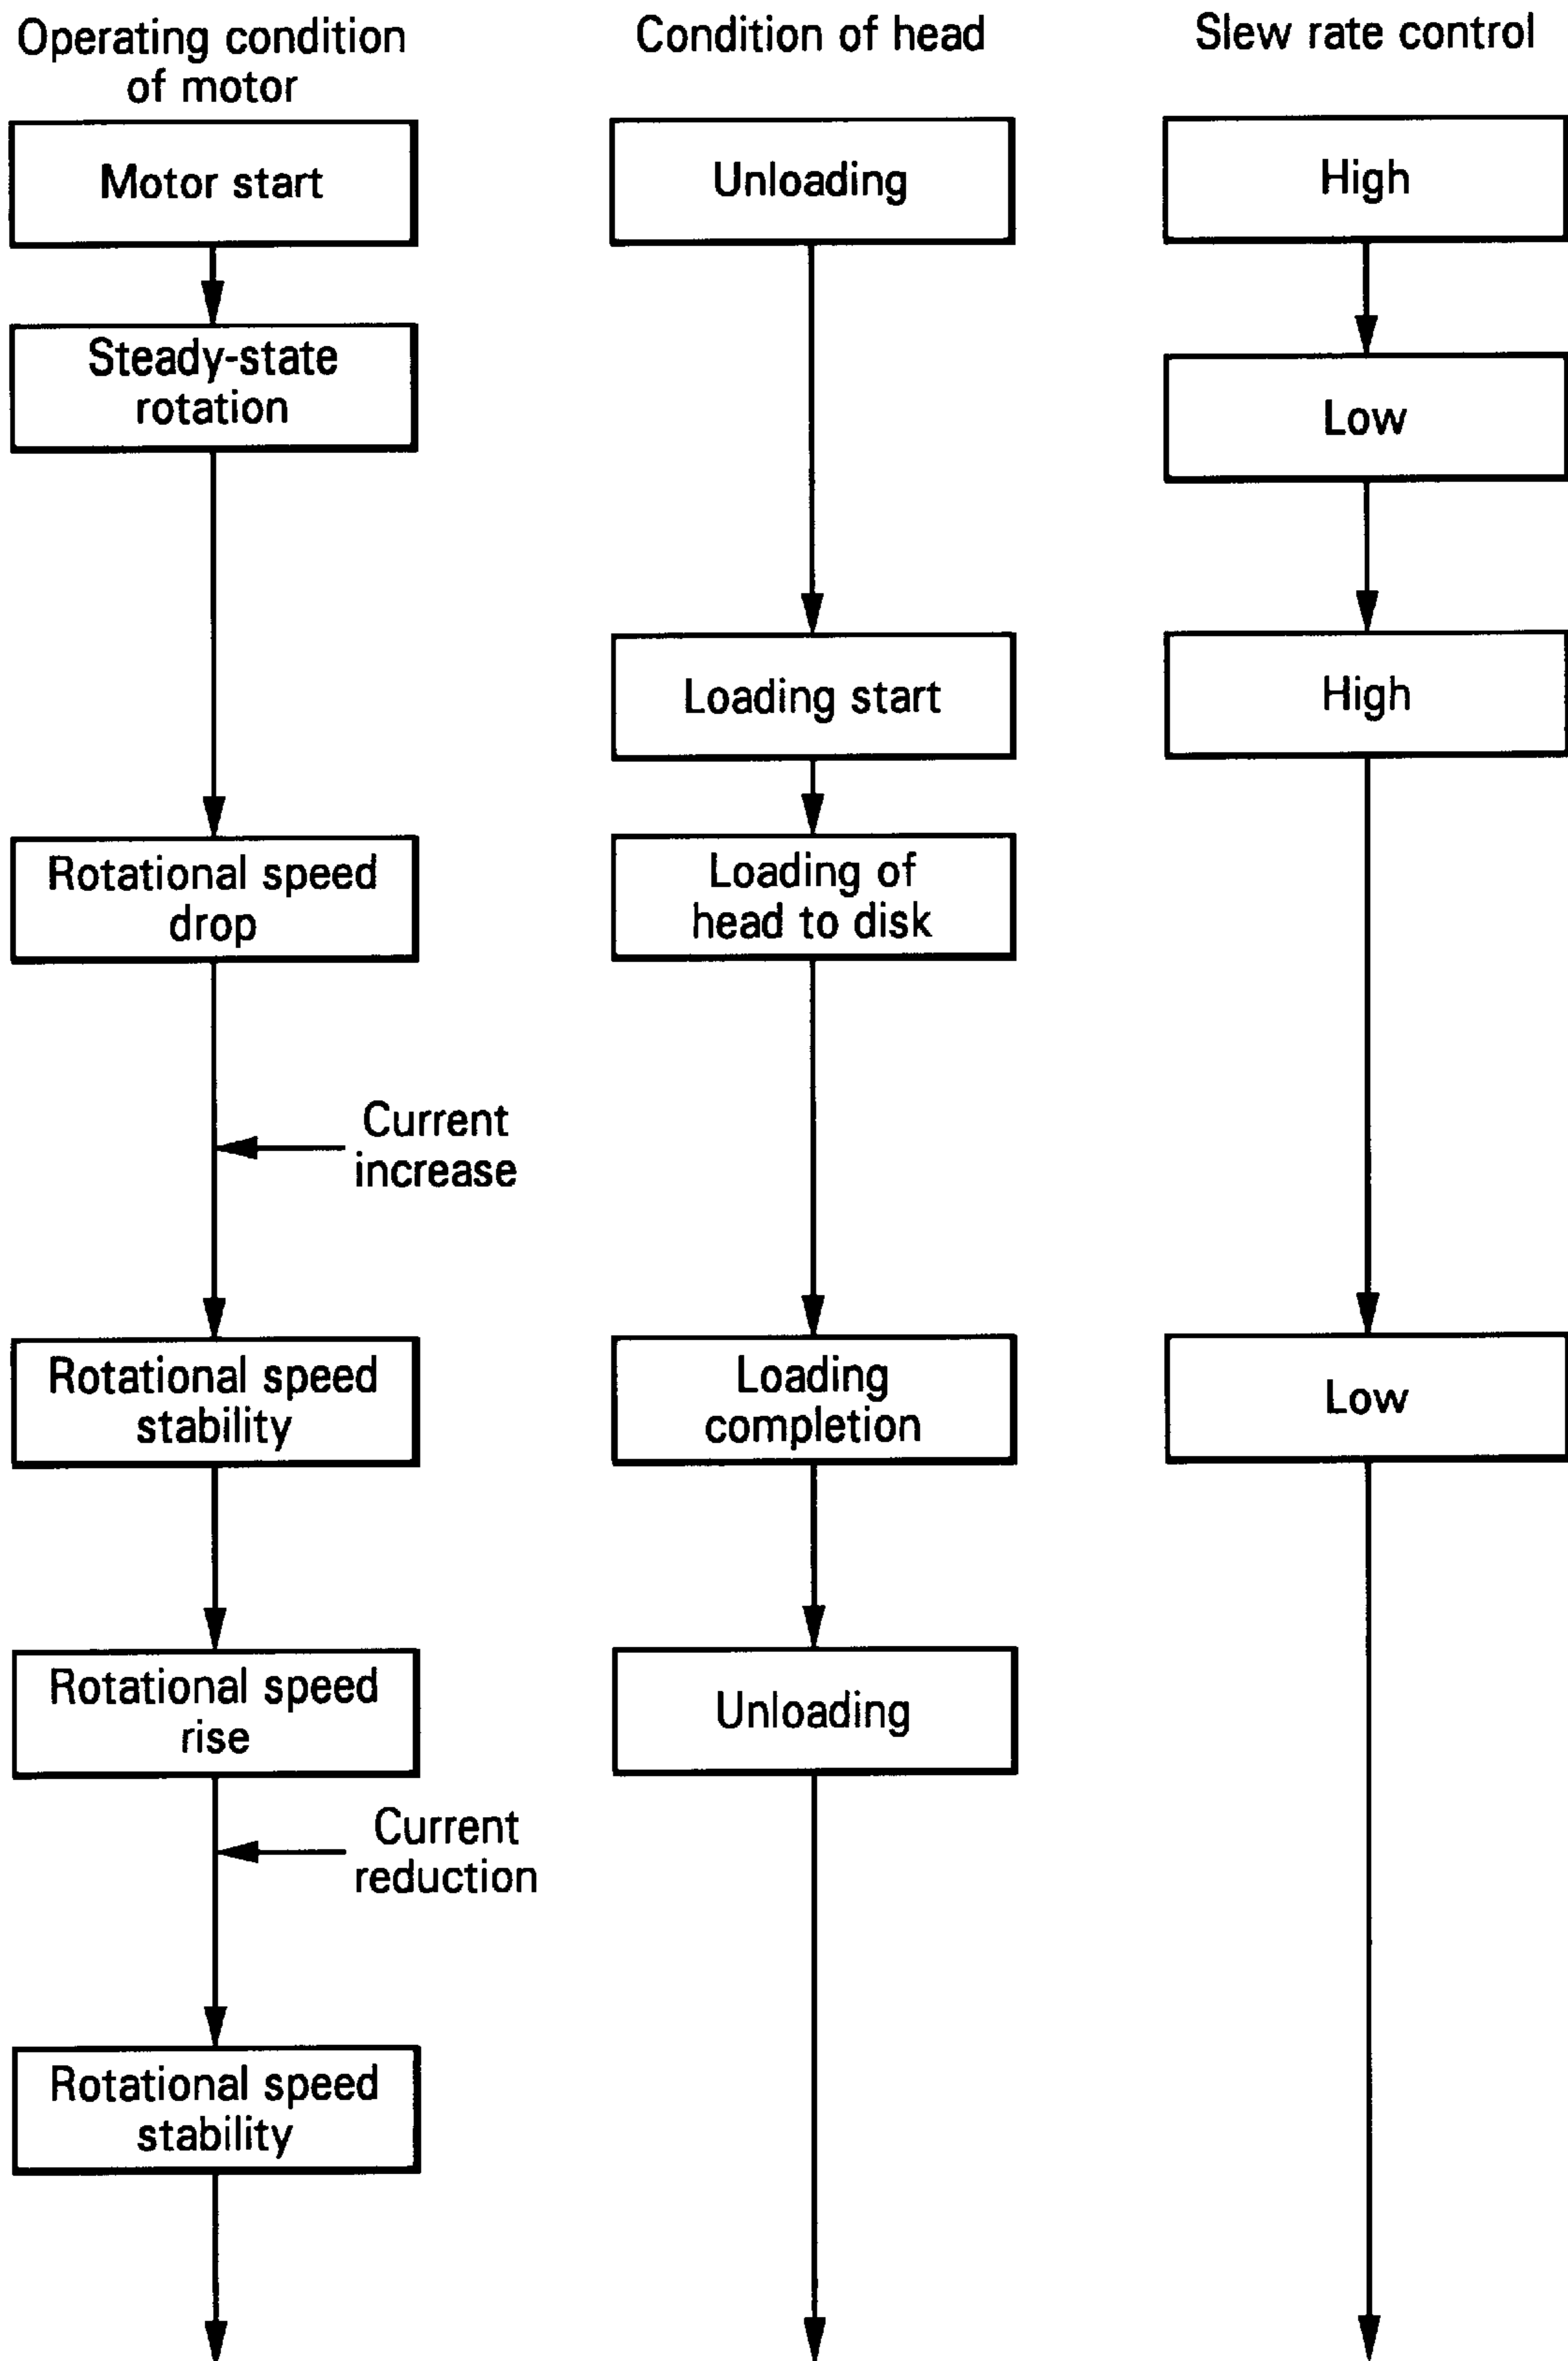 Operating condition
of motor
Condition of head
Slew rate control
Motor start
Unloading
High
Steady-state
rotation
Low
Loading start
High
Rotational speed
drop
Loading of
head to disk
Current
increase
Rotational speed
stability
Loading
completion
Low
Rotational speed
rise
Unloading
Current
reduction
Rotational speed
stability